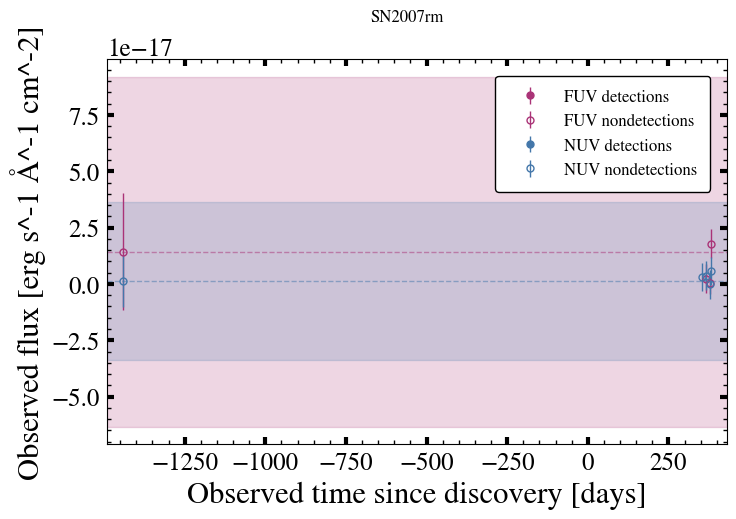 SN2007rm
1e−17
Observed flux [erg s^-1 Å^-1 cm^-2]
7.5
5.0
2.5
0.0
−2.5
−5.0
FUV detections
FUV nondetections
NUV detections
NUV nondetections
−1250 −1000 −750 −500 −250 0 250
Observed time since discovery [days]